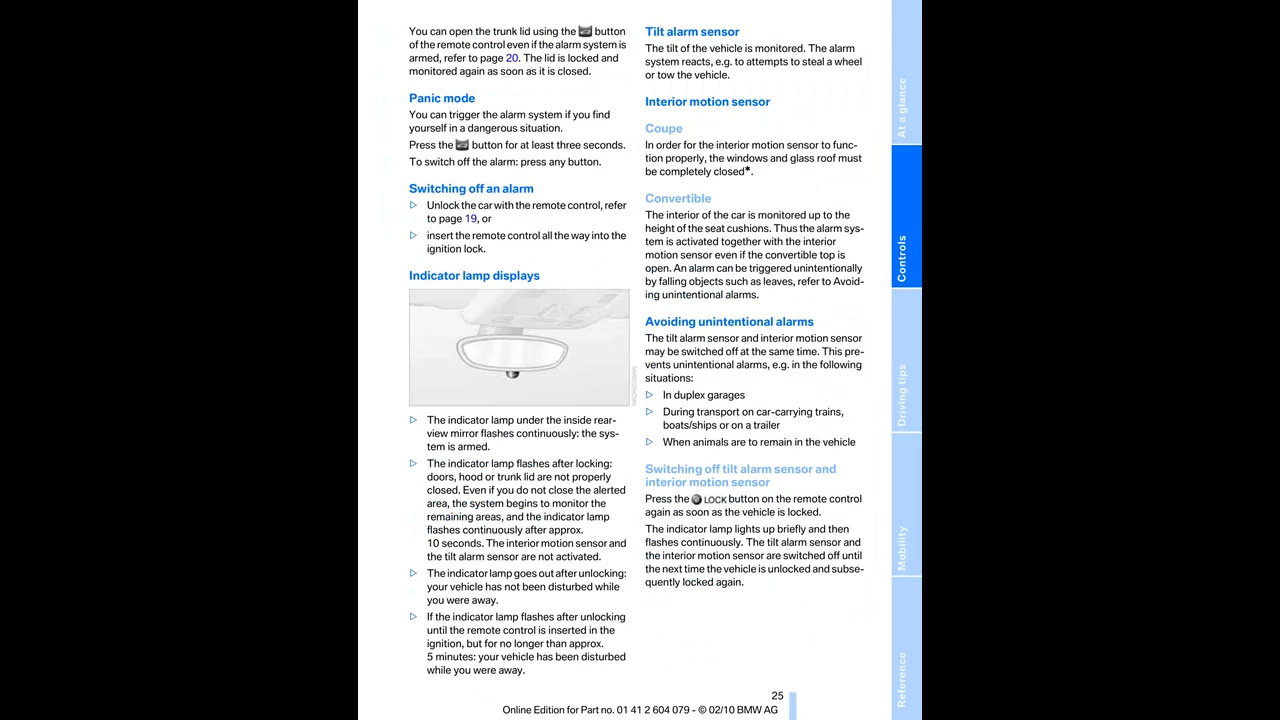 You can open the trunk lid using the button
of the remote control even if the alarm system is
armed, refer to page 20. The lid is locked and
monitored again as soon as it is closed.
Panic mode
You can trigger the alarm system if you find
yourself in a dangerous situation.
Press the button for at least three seconds.
To switch off the alarm: press any button.
Switching off an alarm
▷ Unlock the car with the remote control, refer
to page 19, or
▷ insert the remote control all the way into the
ignition lock.
Indicator lamp displays
▷ The indicator lamp under the inside rear-
view mirror flashes continuously: the sys-
tem is armed.
▷ The indicator lamp flashes after locking:
doors, hood or trunk lid are not properly
closed. Even if you do not close the alerted
area, the system begins to monitor the
remaining areas, and the indicator lamp
flashes continuously after approx.
10 seconds. The interior motion sensor and
the tilt alarm sensor are not activated.
▷ The indicator lamp goes out after unlocking:
your vehicle has not been disturbed while
you were away.
▷ If the indicator lamp flashes after unlocking
until the remote control is inserted in the
ignition, but for no longer than approx.
5 minutes: your vehicle has been disturbed
while you were away.
Tilt alarm sensor
The tilt of the vehicle is monitored. The alarm
system reacts, e.g. to attempts to steal a wheel
or tow the vehicle.
Interior motion sensor
Coupe
In order for the interior motion sensor to func-
tion properly, the windows and glass roof must
be completely closed*.
Convertible
The interior of the car is monitored up to the
height of the seat cushions. Thus the alarm sys-
tem is activated together with the interior
motion sensor even if the convertible top is
open. An alarm can be triggered unintentionally
by falling objects such as leaves, refer to Avoid-
ing unintentional alarms.
Avoiding unintentional alarms
The tilt alarm sensor and interior motion sensor
may be switched off at the same time. This pre-
vents unintentional alarms, e.g. in the following
situations:
▷ In duplex garages
▷ During transport on car-carrying trains,
boats/ships or on a trailer
▷ When animals are to remain in the vehicle
Switching off tilt alarm sensor and
interior motion sensor
Press the LOCK button on the remote control
again as soon as the vehicle is locked.
The indicator lamp lights up briefly and then
flashes continuously. The tilt alarm sensor and
the interior motion sensor are switched off until
the next time the vehicle is unlocked and subse-
quently locked again.
At a glance
Controls
Driving tips
Mobility
Reference
25
Online Edition for Part no. 01 41 2 604 079 - © 02/10 BMW AG